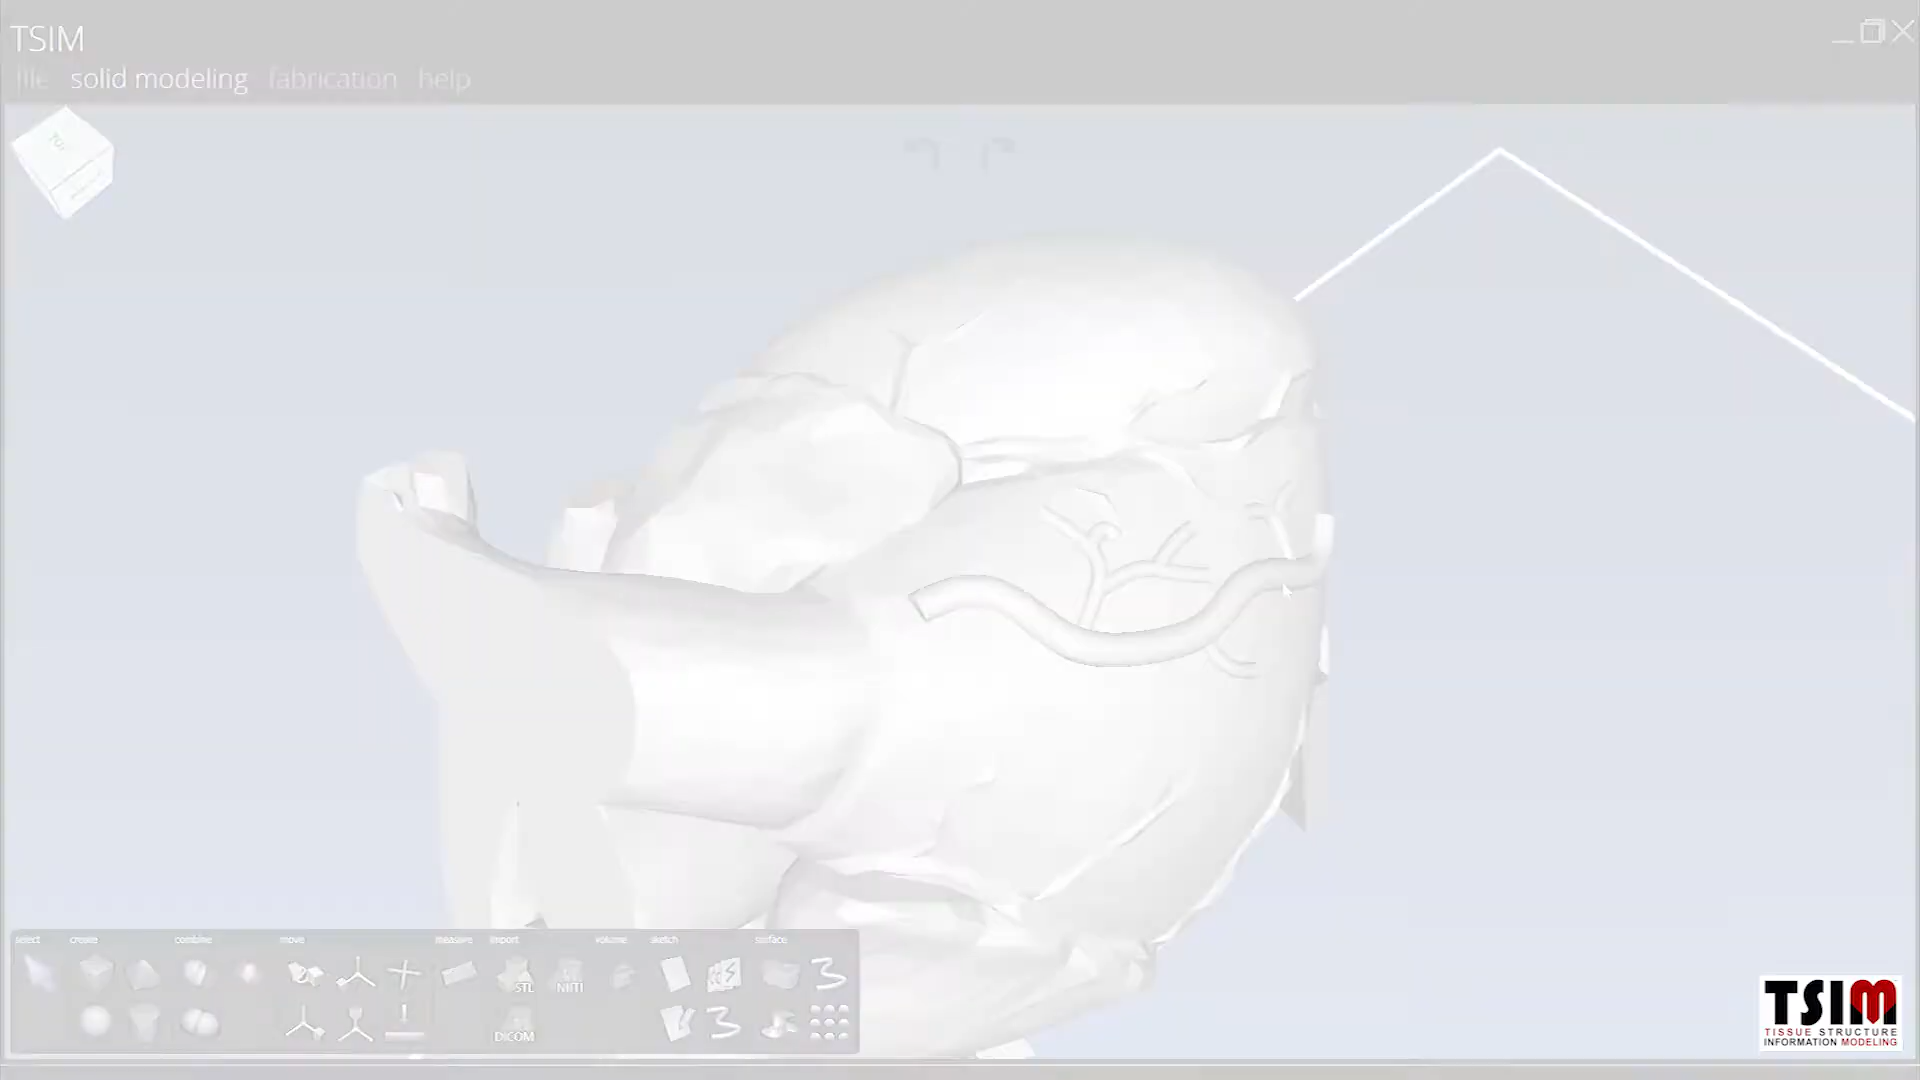 TSIM
file solid modeling fabrication help
TOP
select create combine move measure import volume sketch surface
STL NIfTI
DICOM
TSIM
TISSUE STRUCTURE
INFORMATION MODELING